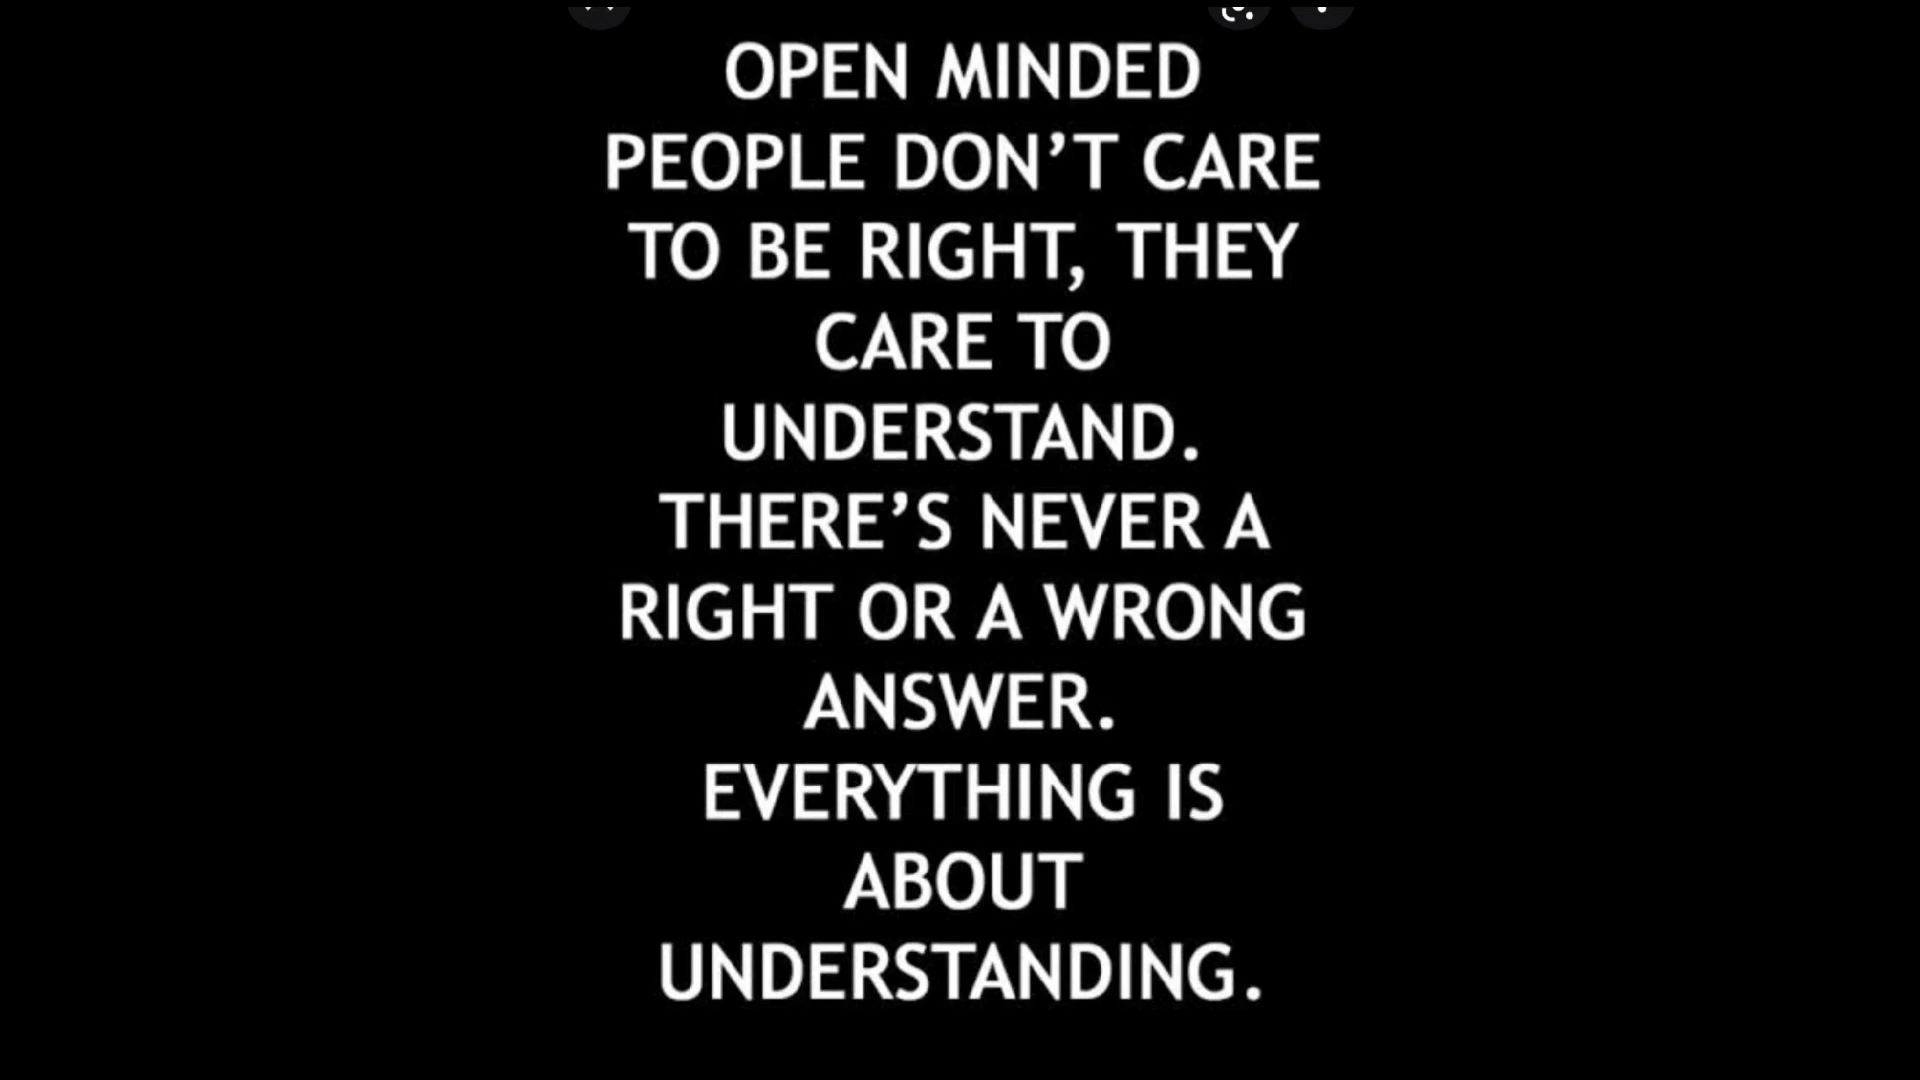 OPEN MINDED
PEOPLE DON’T CARE
TO BE RIGHT, THEY
CARE TO
UNDERSTAND.
THERE’S NEVER A
RIGHT OR A WRONG
ANSWER.
EVERYTHING IS
ABOUT
UNDERSTANDING.